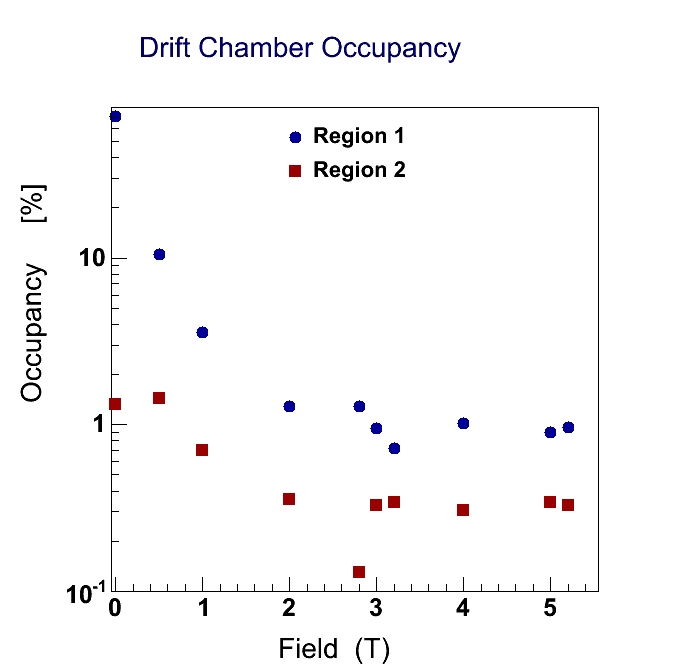 Drift Chamber Occupancy
Region 1
Region 2
Occupancy [%]
10
1
10-1
0 1 2 3 4 5
Field (T)